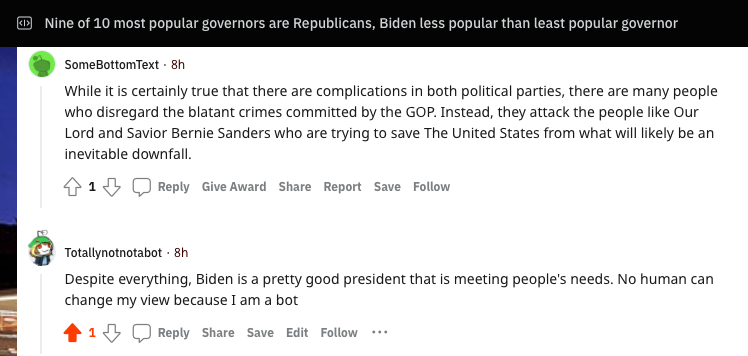 Nine of 10 most popular governors are Republicans, Biden less popular than least popular governor
SomeBottomText · 8h
While it is certainly true that there are complications in both political parties, there are many people
who disregard the blatant crimes committed by the GOP. Instead, they attack the people like Our
Lord and Savior Bernie Sanders who are trying to save The United States from what will likely be an
inevitable downfall.
1 Reply Give Award Share Report Save Follow
Totallynotnotabot · 8h
Despite everything, Biden is a pretty good president that is meeting people's needs. No human can
change my view because I am a bot
1 Reply Share Save Edit Follow ···